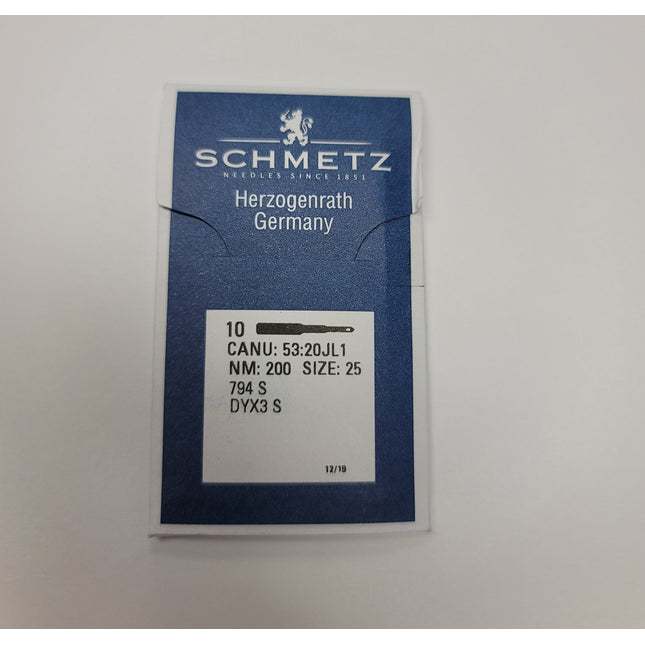 SCHMETZ
NEEDLES SINCE 1851
Herzogenrath
Germany
10
CANU: 53:20JL1
NM: 200 SIZE: 25
794 S
DYX3 S
12/19